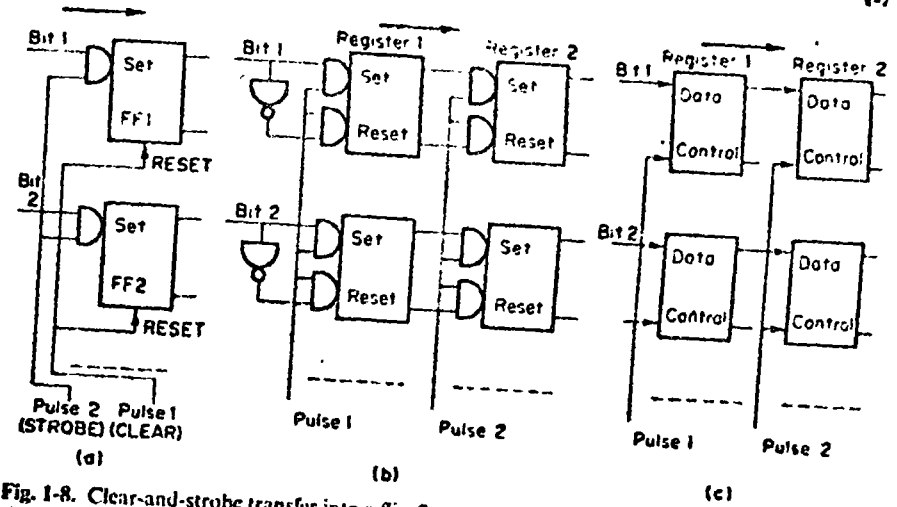 Bit 1
Set
FF1
RESET
Bit
2
Set
FF2
RESET
Pulse 2 Pulse 1
(STROBE) (CLEAR)
(a)
Bit 1
Register 1
Register 2
Set
Reset
Set
Reset
Bit 2
Set
Reset
Set
Reset
Pulse 1
Pulse 2
(b)
Bit 1
Register 1
Register 2
Data
Control
Data
Control
Bit 2
Data
Control
Data
Control
Pulse 1
Pulse 2
(c)
Fig. 1-8. Clear-and-strobe transfer into a